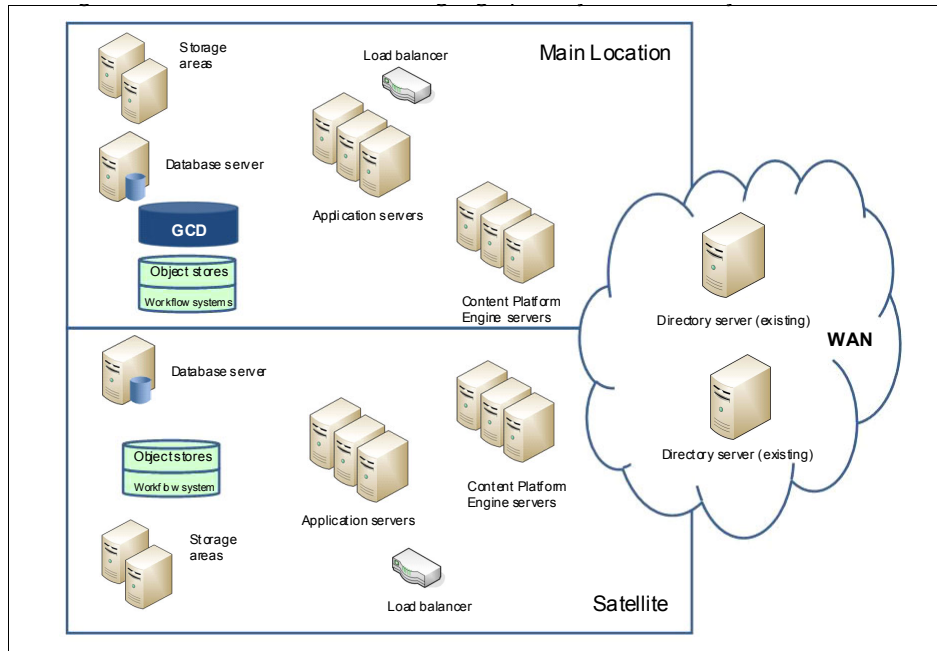 Storage
areas
Load balancer
Main Location
Database server
Application servers
GCD
Object stores
Workflow systems
Content Platform
Engine servers
Directory server (existing)
WAN
Database server
Directory server (existing)
Object stores
Workflow system
Content Platform
Engine servers
Application servers
Storage
areas
Load balancer
Satellite